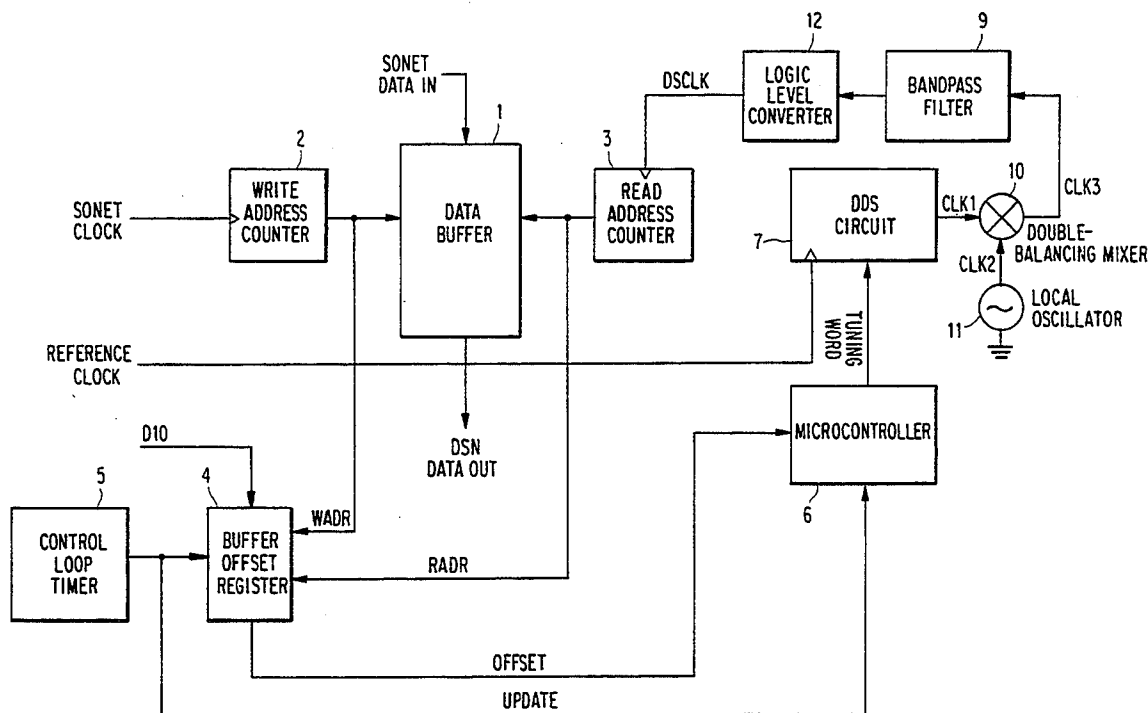 12
9
SONET
DATA IN
DSCLK
LOGIC
LEVEL
CONVERTER
BANDPASS
FILTER
1
2
3
WRITE
ADDRESS
COUNTER
SONET
CLOCK
DATA
BUFFER
READ
ADDRESS
COUNTER
DDS
CIRCUIT
7
CLK1
10
CLK3
DOUBLE-
BALANCING MIXER
CLK2
LOCAL
OSCILLATOR
11
REFERENCE
CLOCK
TUNING
WORD
D10
DSN
DATA OUT
MICROCONTROLLER
6
5
4
CONTROL
LOOP
TIMER
BUFFER
OFFSET
REGISTER
WADR
RADR
OFFSET
UPDATE